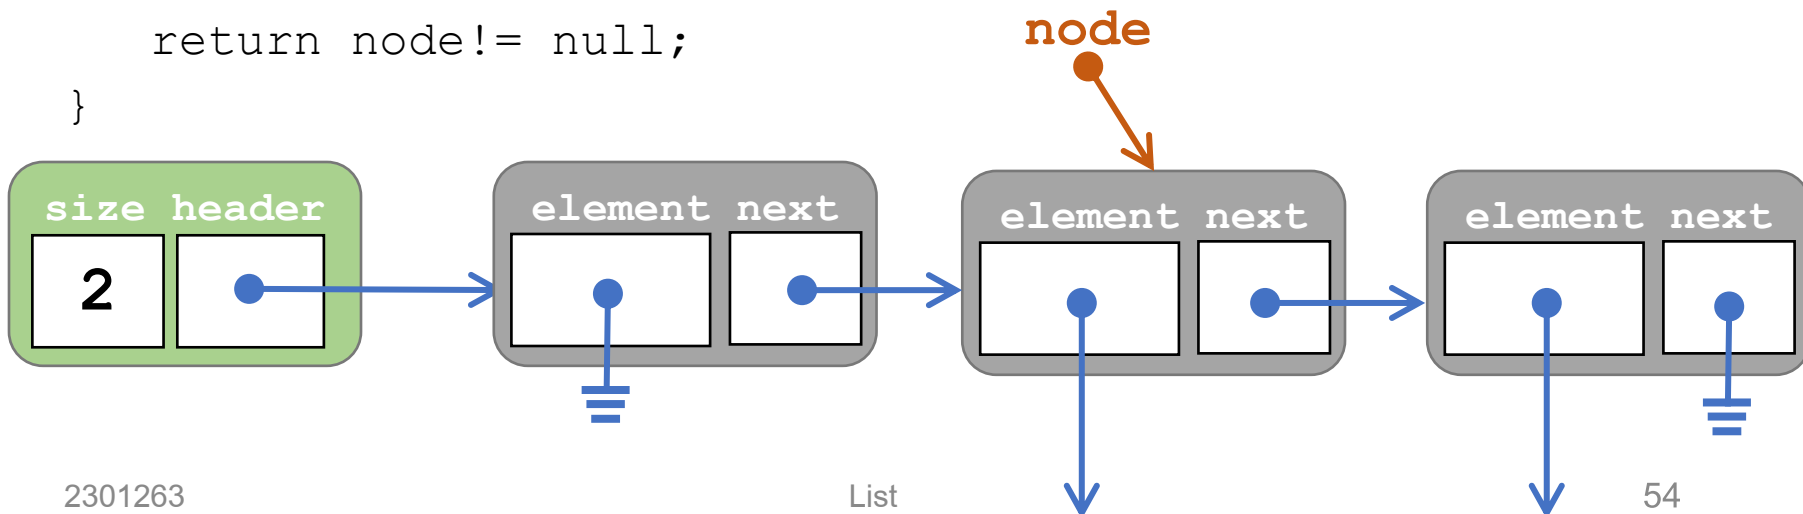 return node!= null;
node
}
size header
element next
element next
element next
2
2301263
List
54